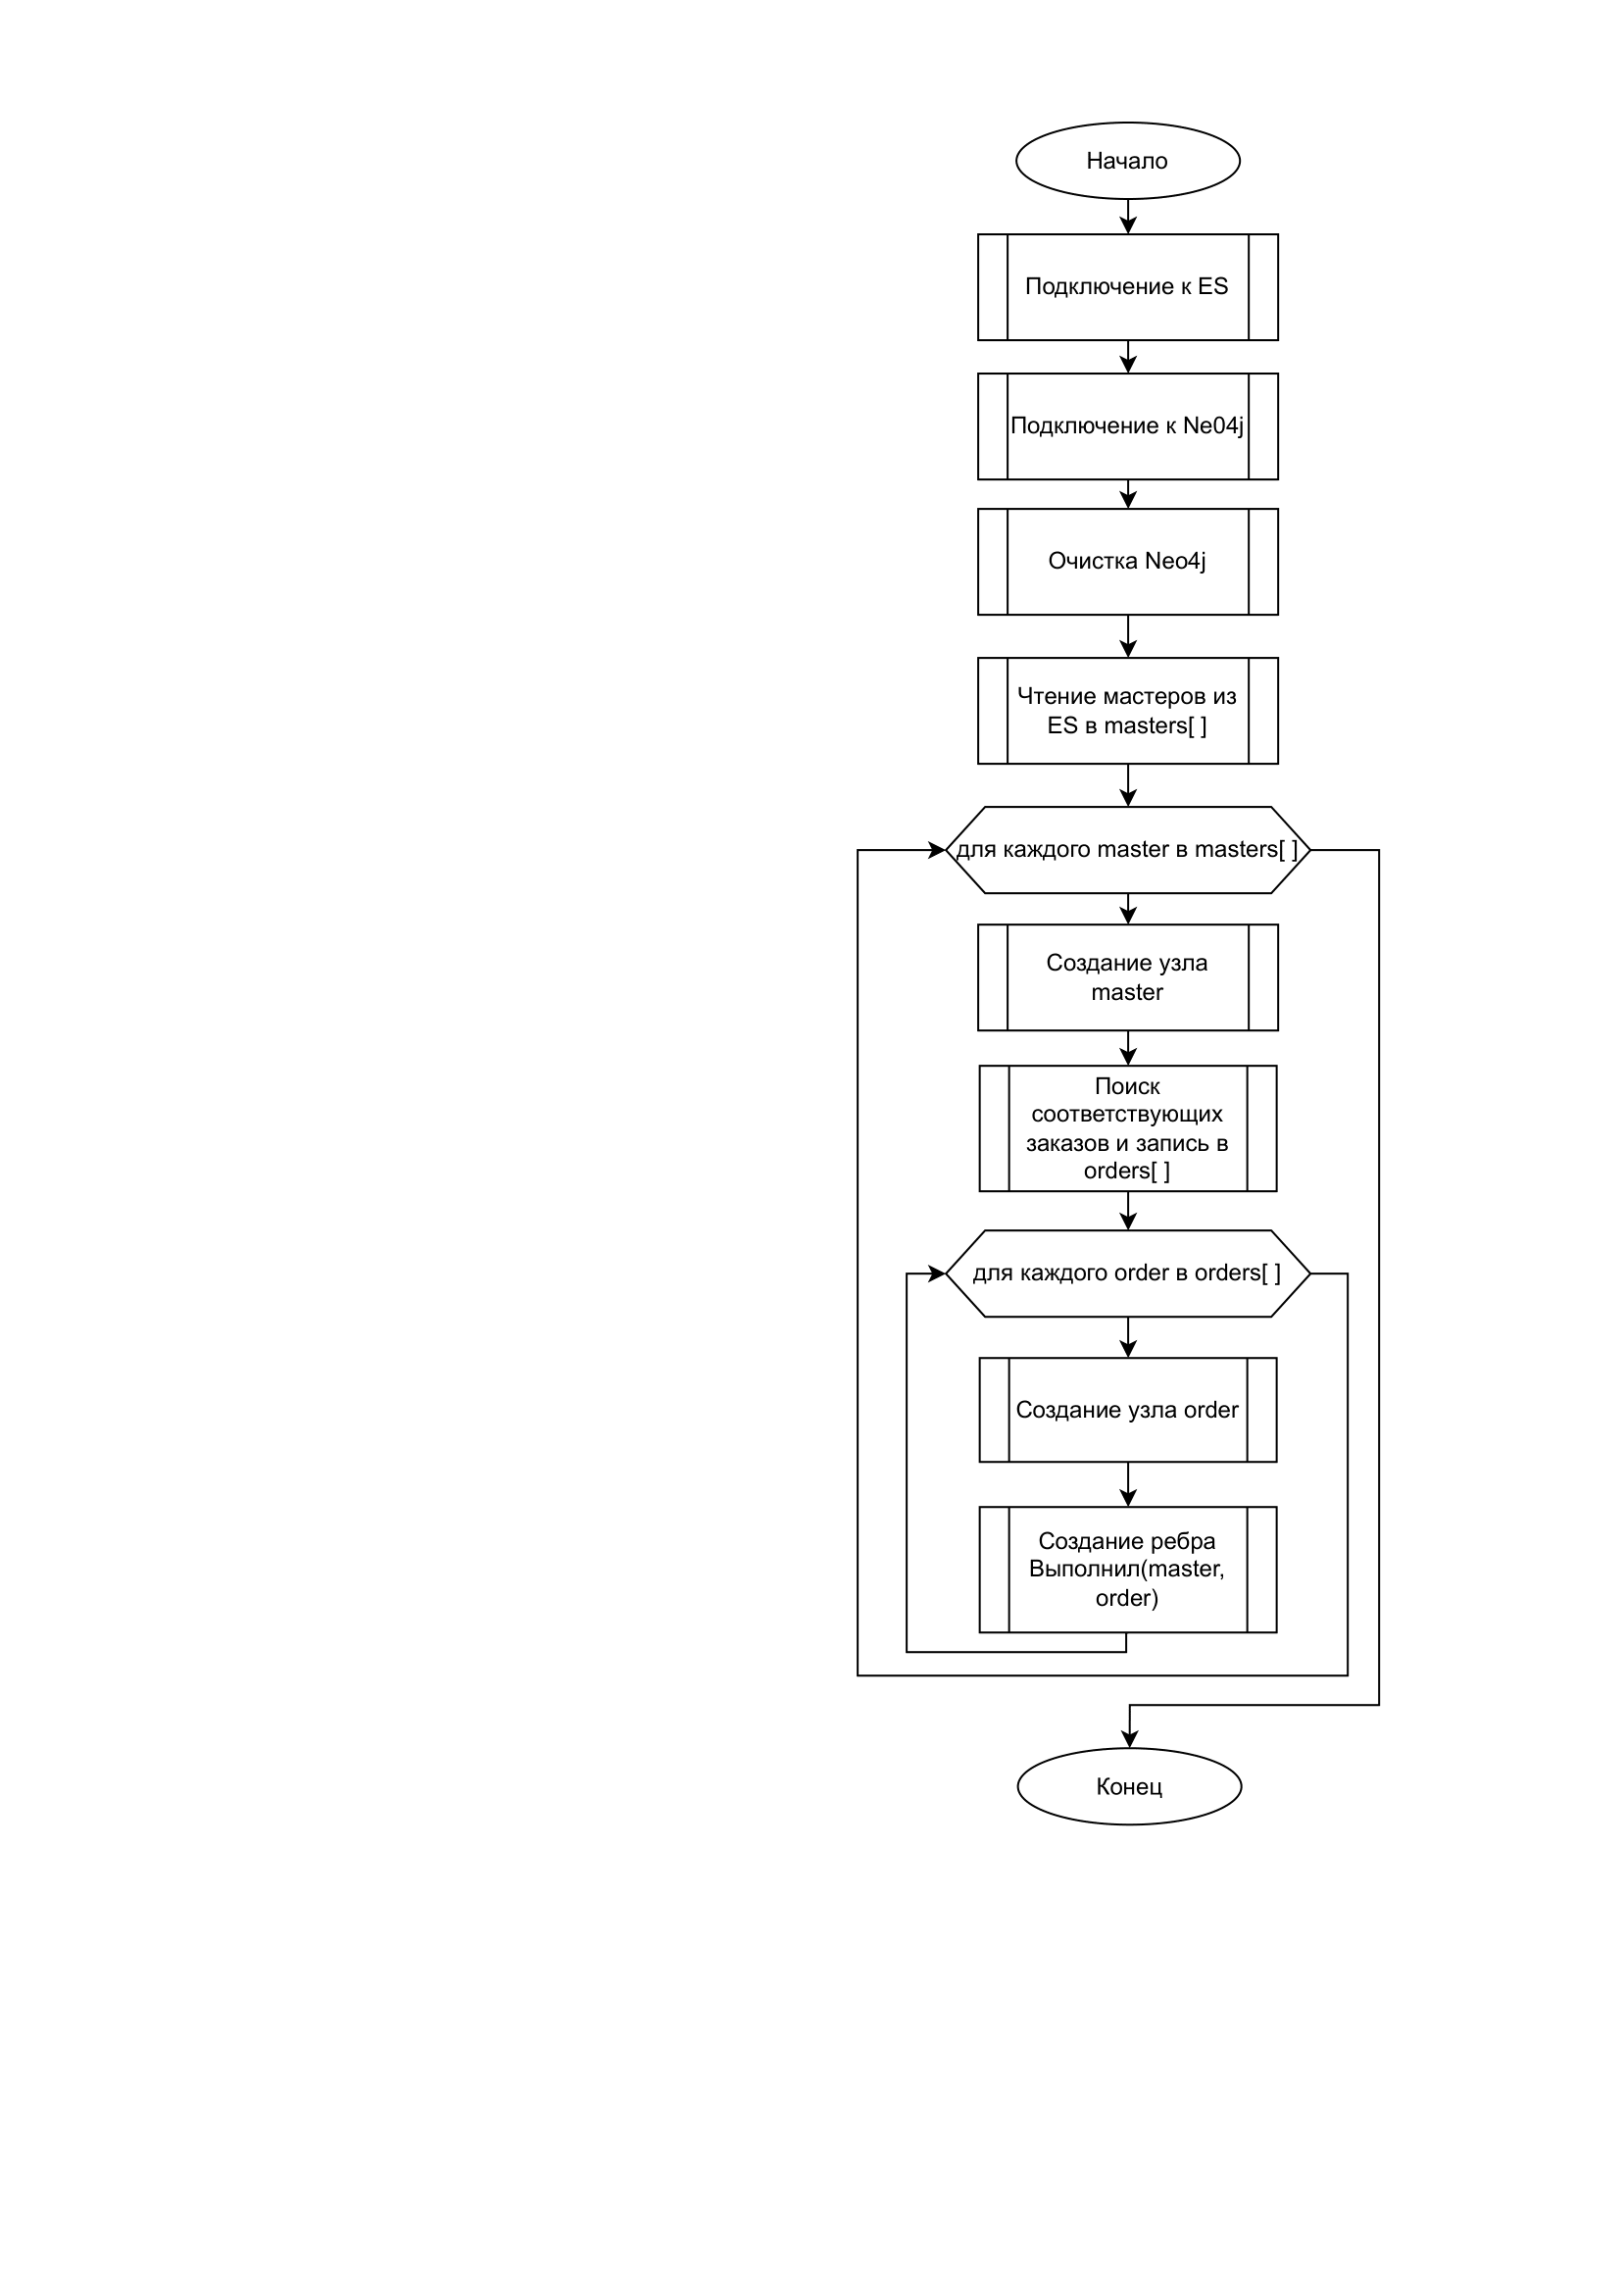 Начало
Подключение к ES
Подключение к Ne04j
Очистка Neo4j
Чтение мастеров из
ES в masters[ ]
для каждого master в masters[ ]
Создание узла
master
Поиск
соответствующих
заказов и запись в
orders[ ]
для каждого order в orders[ ]
Создание узла order
Создание ребра
Выполнил(master,
order)
Конец